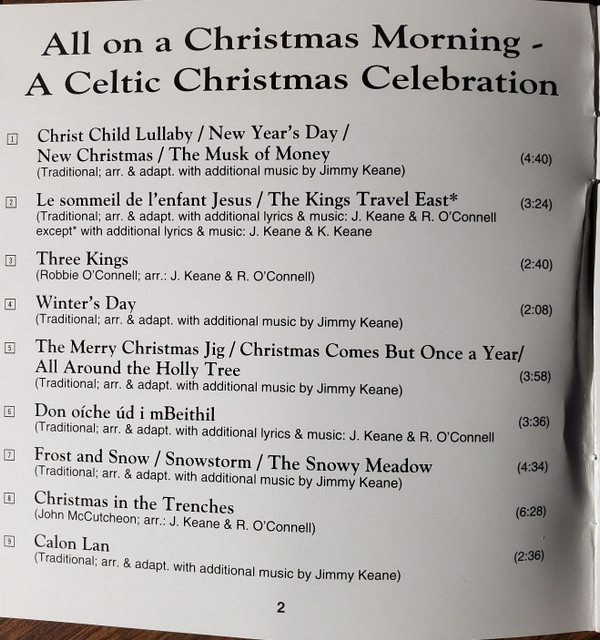 All on a Christmas Morning -
A Celtic Christmas Celebration
1 Christ Child Lullaby / New Year's Day /
New Christmas / The Musk of Money (4:40)
(Traditional; arr. & adapt. with additional music by Jimmy Keane)
2 Le sommeil de l'enfant Jesus / The Kings Travel East* (3:24)
(Traditional; arr. & adapt. with additional lyrics & music: J. Keane & R. O'Connell
except* with additional lyrics & music: J. Keane & K. Keane
3 Three Kings (2:40)
(Robbie O'Connell; arr.: J. Keane & R. O'Connell)
4 Winter's Day (2:08)
(Traditional; arr. & adapt. with additional music by Jimmy Keane)
5 The Merry Christmas Jig / Christmas Comes But Once a Year/
All Around the Holly Tree (3:58)
(Traditional; arr. & adapt. with additional music by Jimmy Keane)
6 Don oíche úd i mBeithil (3:36)
(Traditional; arr. & adapt. with additional lyrics & music: J. Keane & R. O'Connell
7 Frost and Snow / Snowstorm / The Snowy Meadow (4:34)
(Traditional; arr. & adapt. with additional music by Jimmy Keane)
8 Christmas in the Trenches (6:28)
(John McCutcheon; arr.: J. Keane & R. O'Connell)
9 Calon Lan (2:36)
(Traditional; arr. & adapt. with additional music by Jimmy Keane)
2